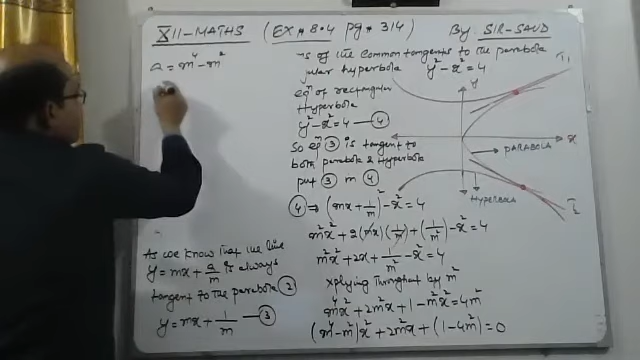 XII-MATHS (EX # 8.4 pg # 314) By SIR-SAUD
a = m⁴ - m²
of the Common tangents to the parabola
hyperbola y² - x² = 4
eqⁿ of rectangular
Hyperbola
y² - x² = 4 — ④
So eqⁿ ③ is tangent to
both parabola & Hyperbola
put ③ in ④
④ ⇒ (mx + 1/m)² - x² = 4
m²x² + 2(mx)(1/m) + (1/m²) - x² = 4
m²x² + 2x + 1/m² - x² = 4
xplying Throughout by m²
m⁴x² + 2m²x + 1 - m²x² = 4m²
(m⁴ - m²)x² + 2m²x + (1 - 4m²) = 0
As we know that the line
y = mx + a/m is always
tangent to the parabola ②
y = mx + 1/m — ③
y
T₁
x
PARABOLA
Hyperbola
T₂